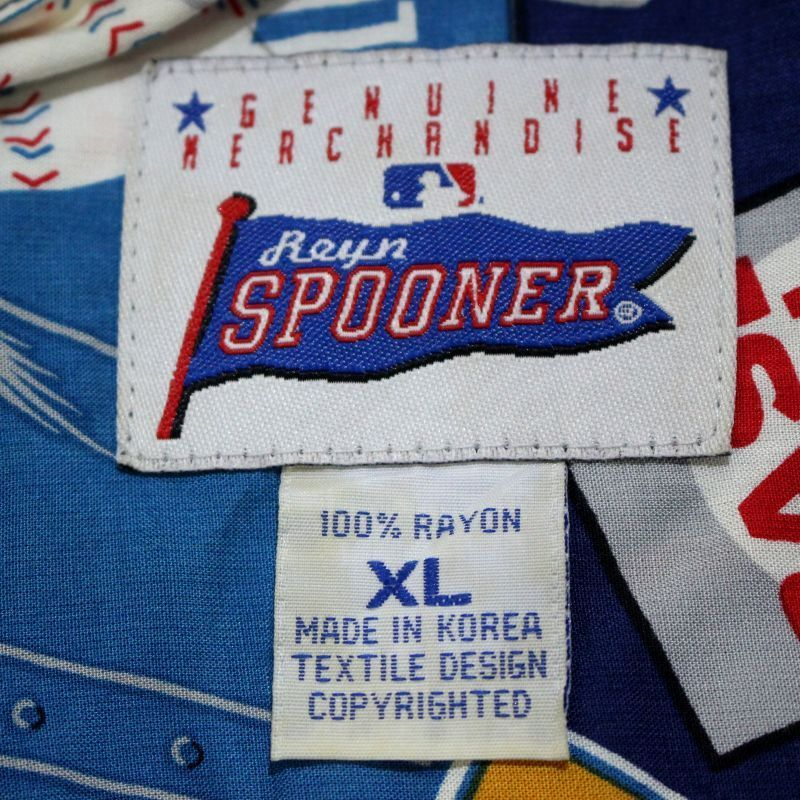 GENUINE
MERCHANDISE
Reyn
SPOONER®
100% RAYON
XL
MADE IN KOREA
TEXTILE DESIGN
COPYRIGHTED